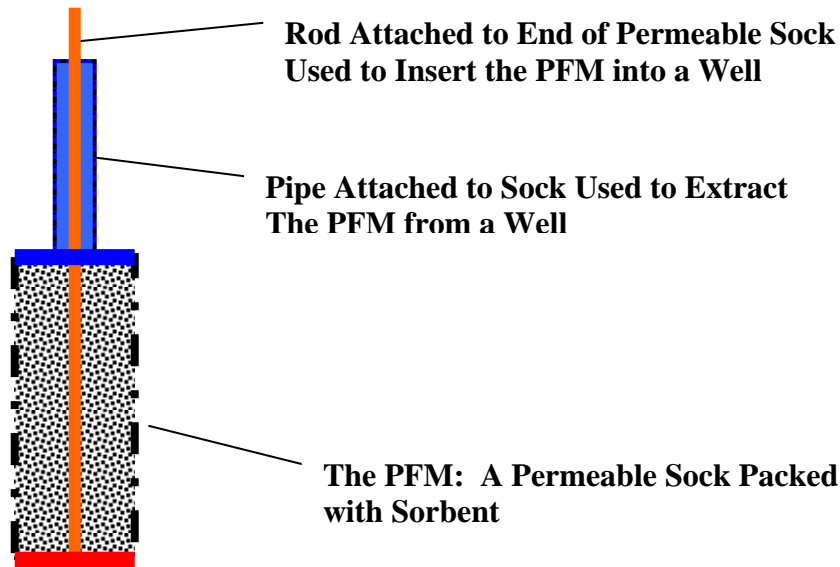 Rod Attached to End of Permeable Sock
Used to Insert the PFM into a Well
Pipe Attached to Sock Used to Extract
The PFM from a Well
The PFM:  A Permeable Sock Packed
with Sorbent